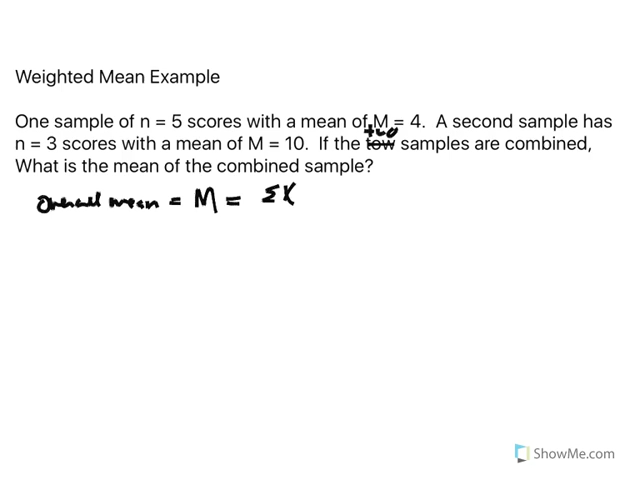 Weighted Mean Example
One sample of n = 5 scores with a mean of M = 4. A second sample has
two
n = 3 scores with a mean of M = 10. If the tow samples are combined,
What is the mean of the combined sample?
Overall mean = M = ΣX
ShowMe.com